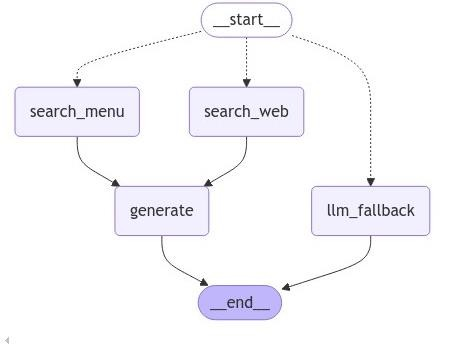 __start__
search_menu
search_web
generate
llm_fallback
__end__